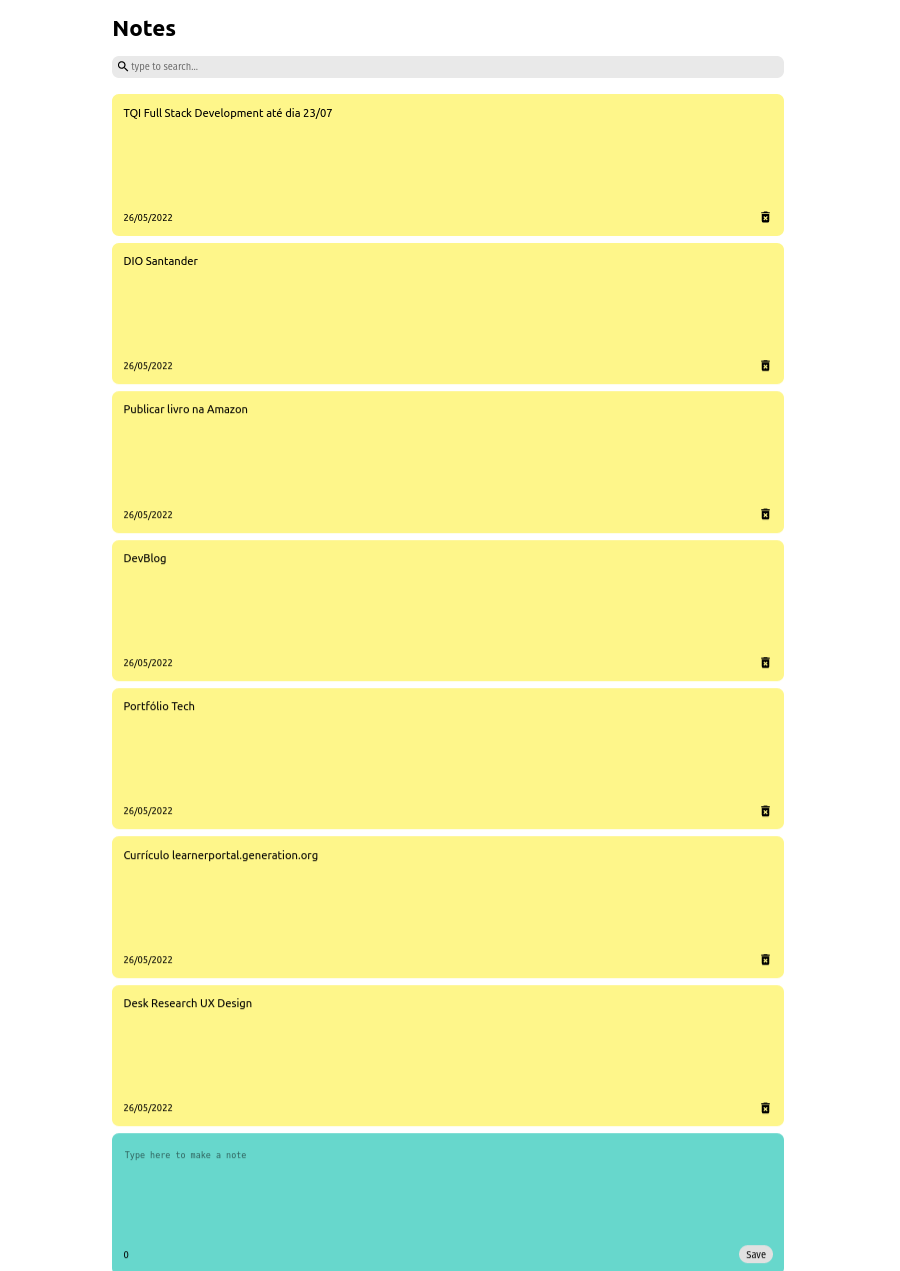 Notes
type to search...
TQI Full Stack Development até dia 23/07
26/05/2022
DIO Santander
26/05/2022
Publicar livro na Amazon
26/05/2022
DevBlog
26/05/2022
Portfólio Tech
26/05/2022
Currículo learnerportal.generation.org
26/05/2022
Desk Research UX Design
26/05/2022
Type here to make a note
0 Save